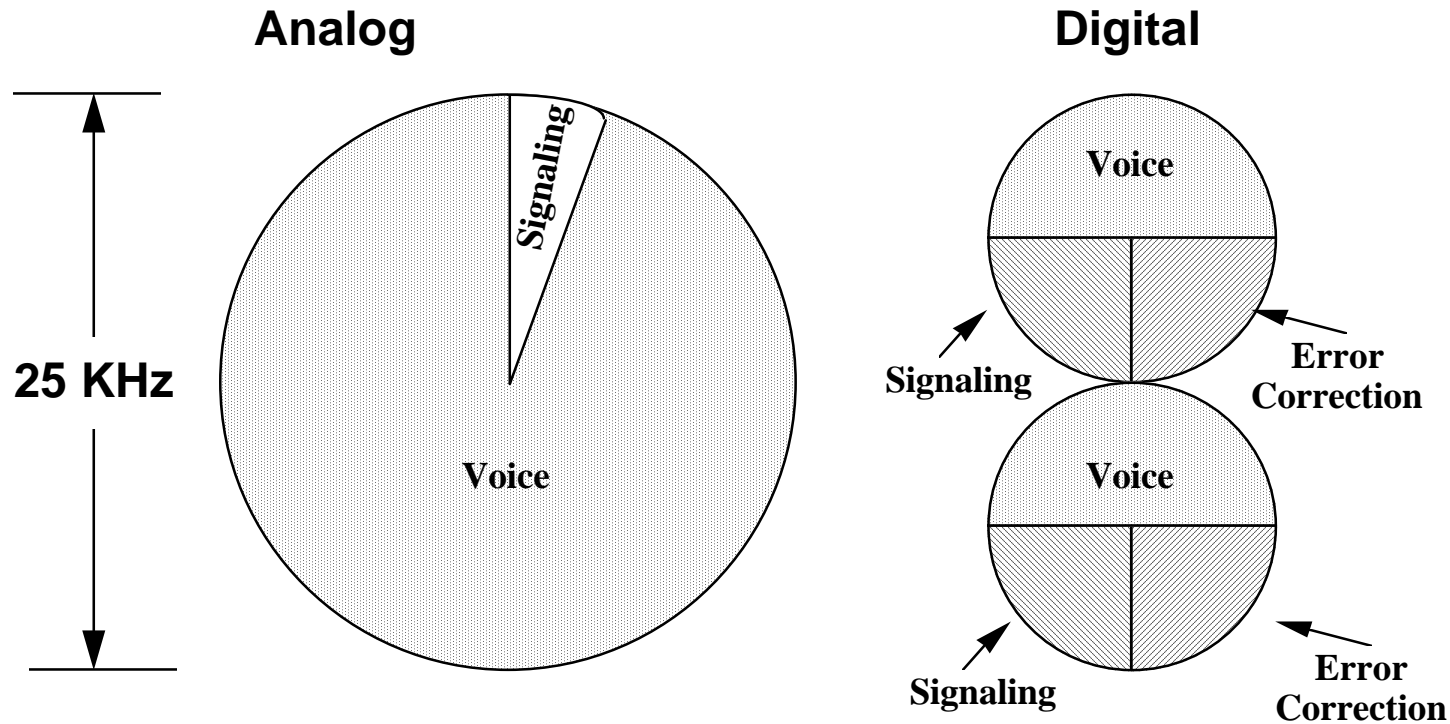 Analog
Digital
25 KHz
Signaling
Voice
Voice
Signaling
Error
Correction
Voice
Signaling
Error
Correction